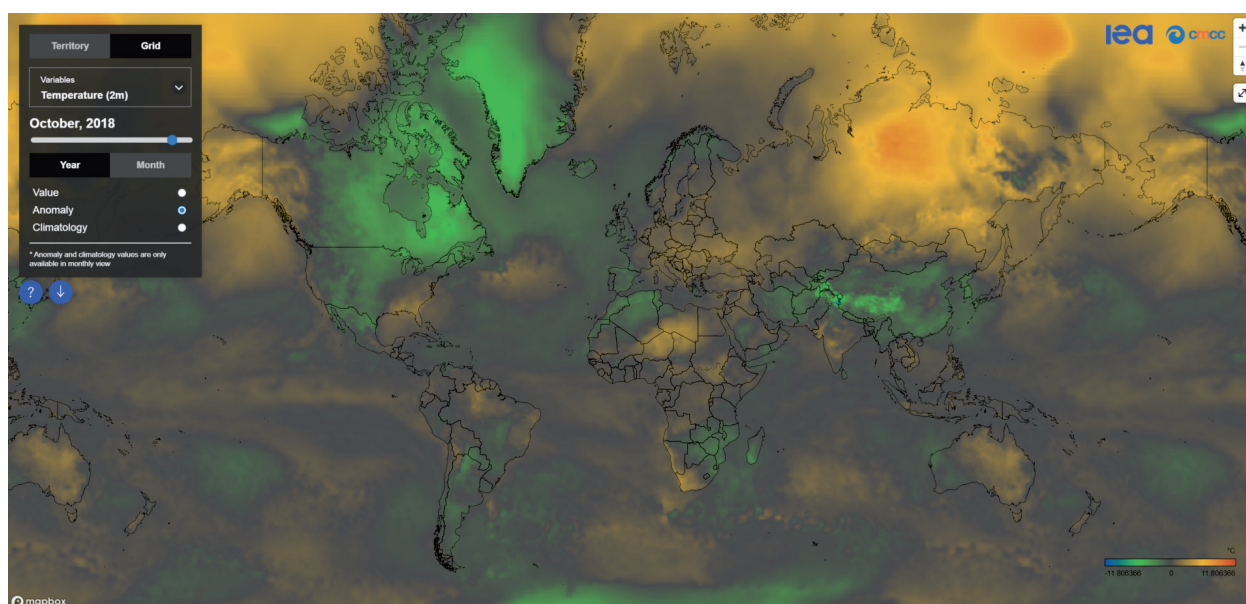 Territory
Grid
Variables
Temperature (2m)
October, 2018
Year
Month
Value
Anomaly
Climatology
* Anomaly and climatology values are only
available in monthly view
?
iea
cmcc
+
°C
-11.806366
0
11.806366
mapbox